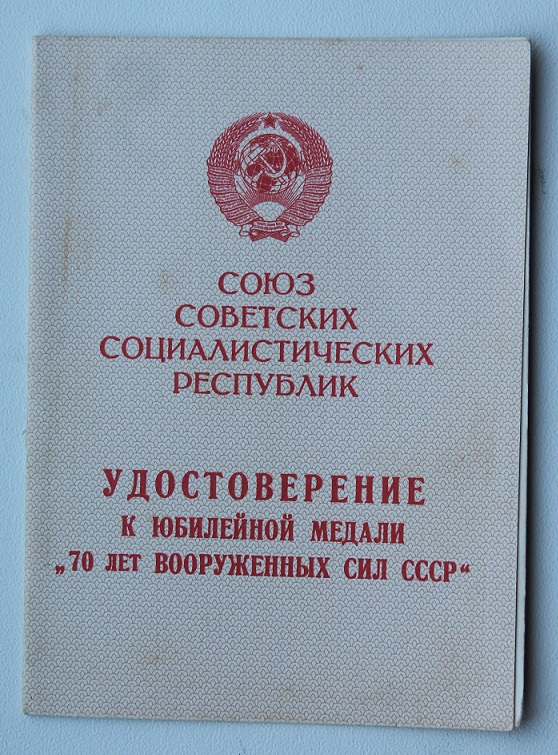 СОЮЗ
СОВЕТСКИХ
СОЦИАЛИСТИЧЕСКИХ
РЕСПУБЛИК
УДОСТОВЕРЕНИЕ
К ЮБИЛЕЙНОЙ МЕДАЛИ
„70 ЛЕТ ВООРУЖЕННЫХ СИЛ СССР“